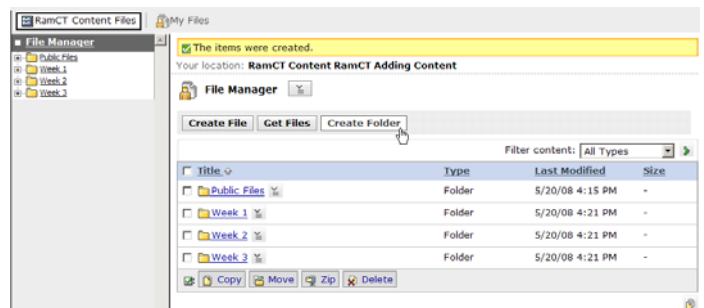 RamCT Content Files My Files
File Manager
Public Files
Week 1
Week 2
Week 3
The items were created.
Your location: RamCT Content RamCT Adding Content
File Manager
Create File Get Files Create Folder
Filter content: All Types
Title Type Last Modified Size
Public Files Folder 5/20/08 4:15 PM -
Week 1 Folder 5/20/08 4:21 PM -
Week 2 Folder 5/20/08 4:21 PM -
Week 3 Folder 5/20/08 4:21 PM -
Copy Move Zip Delete